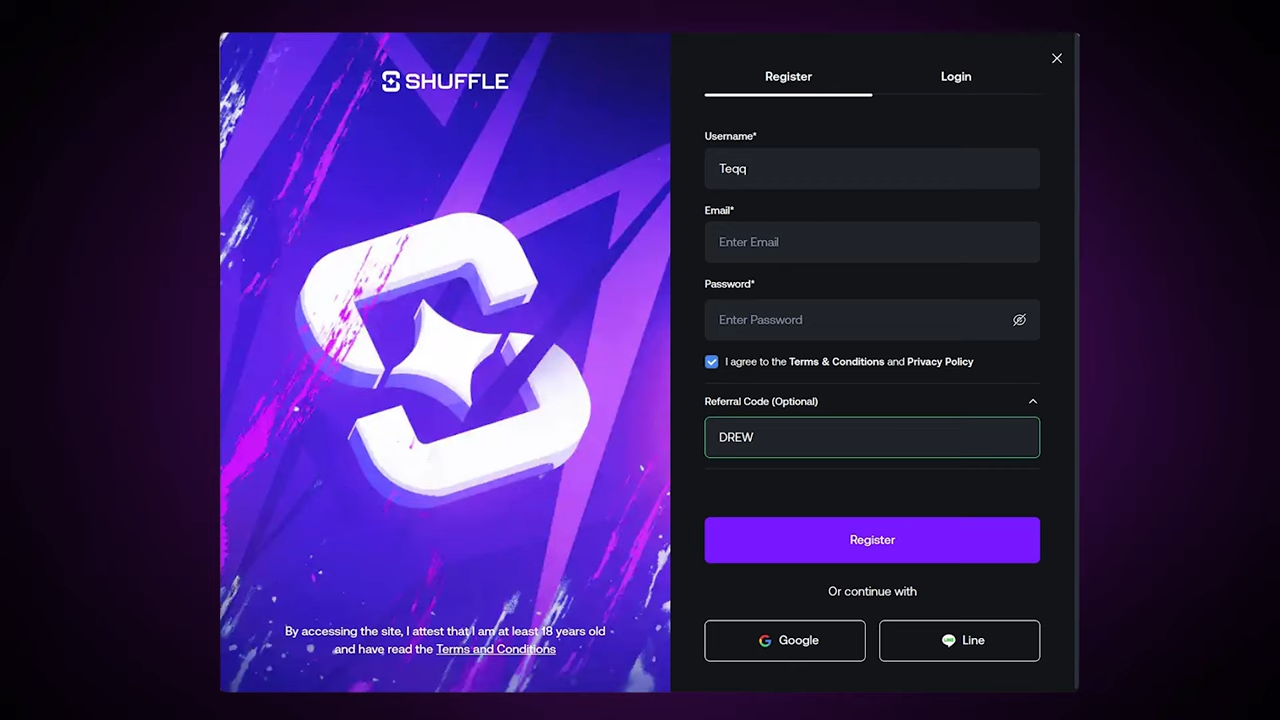 SHUFFLE
By accessing the site, I attest that I am at least 18 years old
and have read the Terms and Conditions
Register
Login
Username*
Teqq
Email*
Enter Email
Password*
Enter Password
I agree to the Terms & Conditions and Privacy Policy
Referral Code (Optional)
DREW
Register
Or continue with
Google
LINE Line